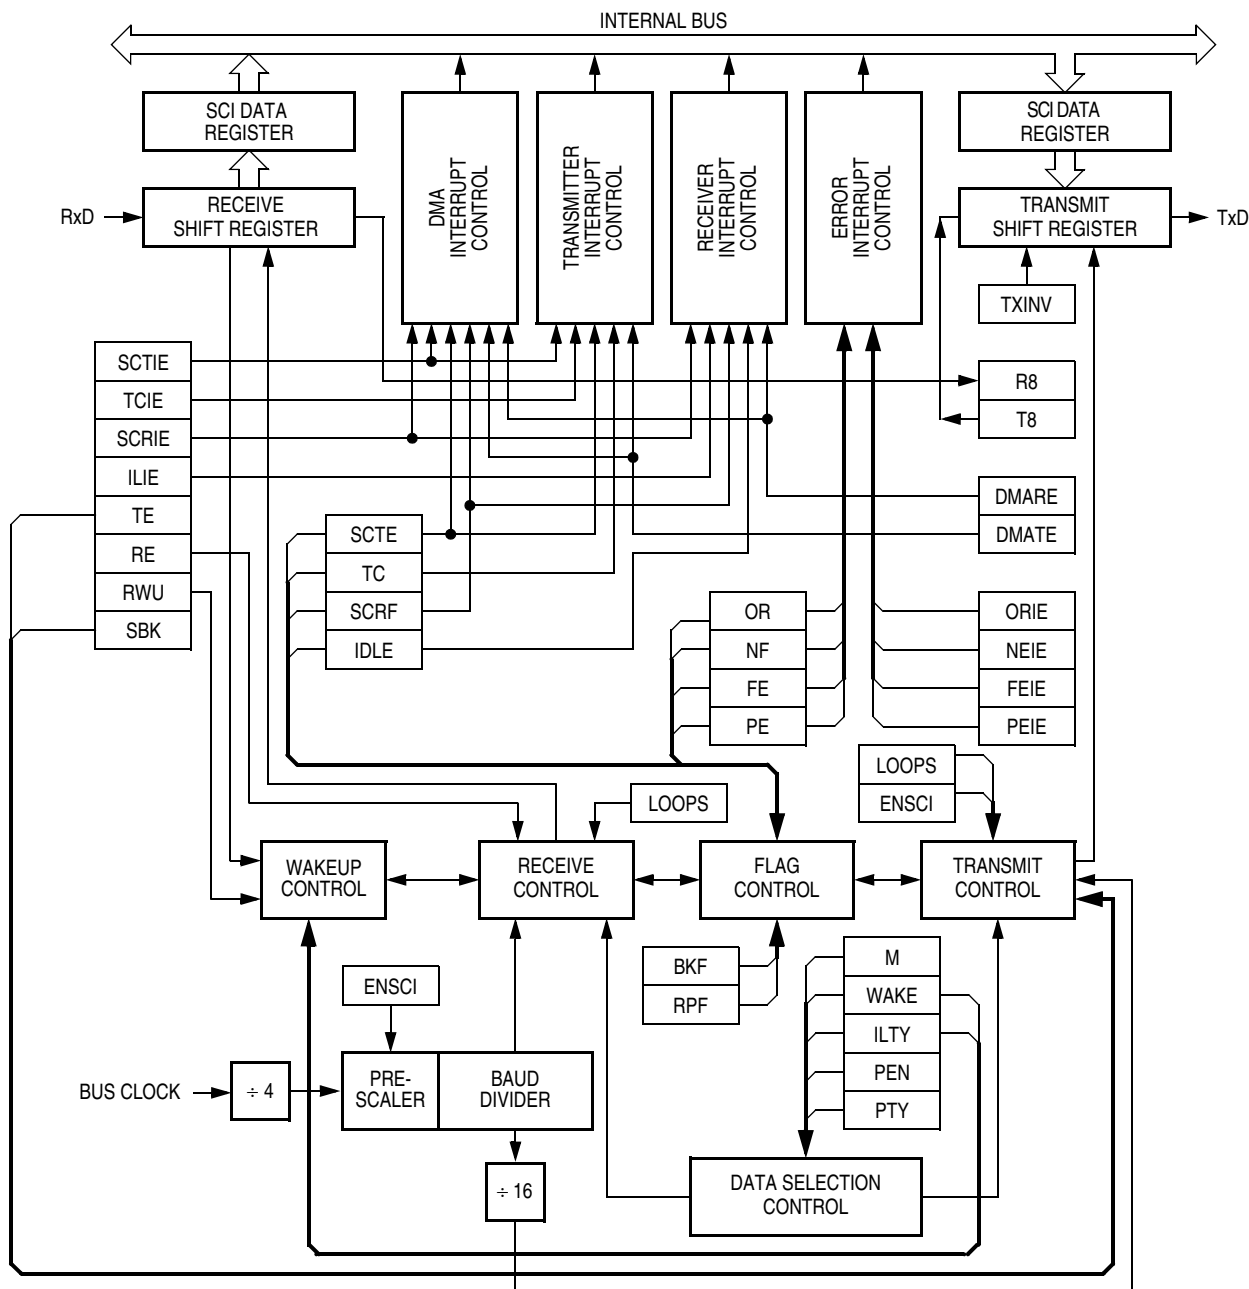 INTERNAL BUS
SCI DATA
REGISTER
SCI DATA
REGISTER
DMA
INTERRUPT
CONTROL
TRANSMITTER
INTERRUPT
CONTROL
RECEIVER
INTERRUPT
CONTROL
ERROR
INTERRUPT
CONTROL
RxD
RECEIVE
SHIFT REGISTER
TRANSMIT
SHIFT REGISTER
TxD
TXINV
SCTIE
TCIE
SCRIE
ILIE
TE
RE
RWU
SBK
R8
T8
DMARE
DMATE
SCTE
TC
SCRF
IDLE
OR
NF
FE
PE
ORIE
NEIE
FEIE
PEIE
LOOPS
ENSCI
LOOPS
WAKEUP
CONTROL
RECEIVE
CONTROL
FLAG
CONTROL
TRANSMIT
CONTROL
BKF
RPF
M
WAKE
ILTY
PEN
PTY
ENSCI
BUS CLOCK
÷ 4
PRE-
SCALER
BAUD
DIVIDER
÷ 16
DATA SELECTION
CONTROL